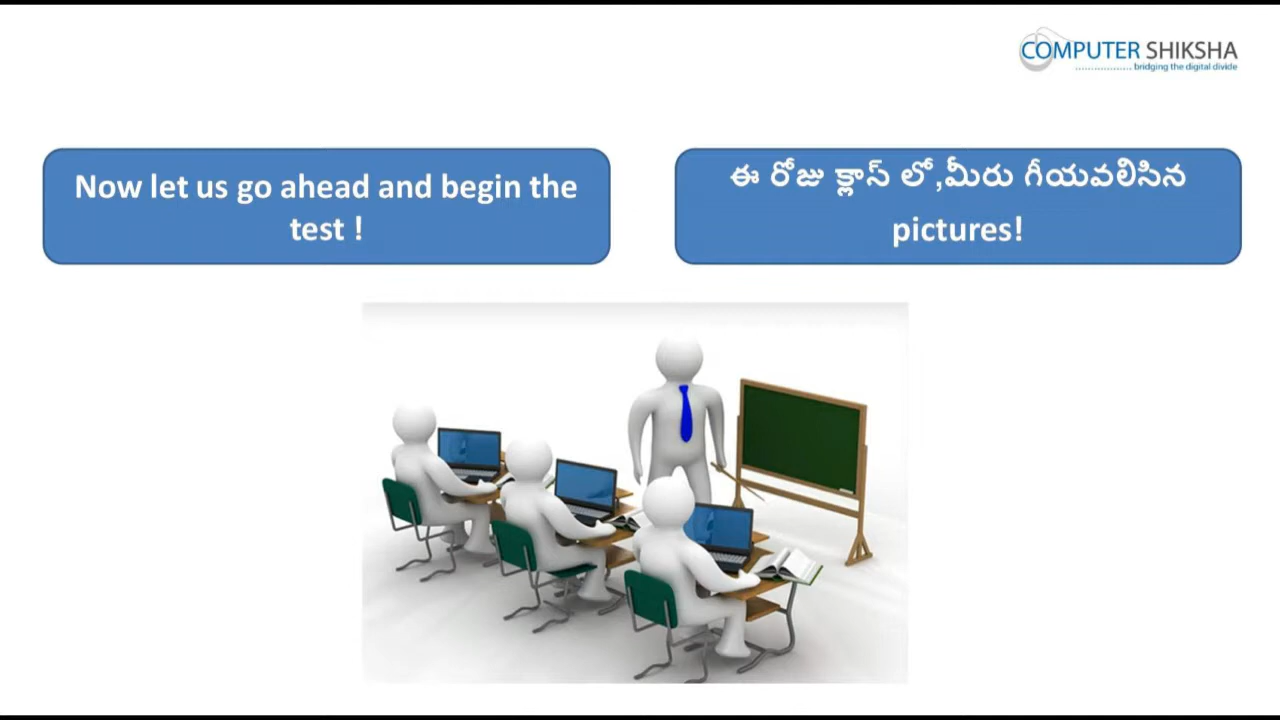 COMPUTER SHIKSHA
bridging the digital divide
Now let us go ahead and begin the
test !
ఈ రోజు క్లాస్ లో,మీరు గీయవలిసిన
pictures!